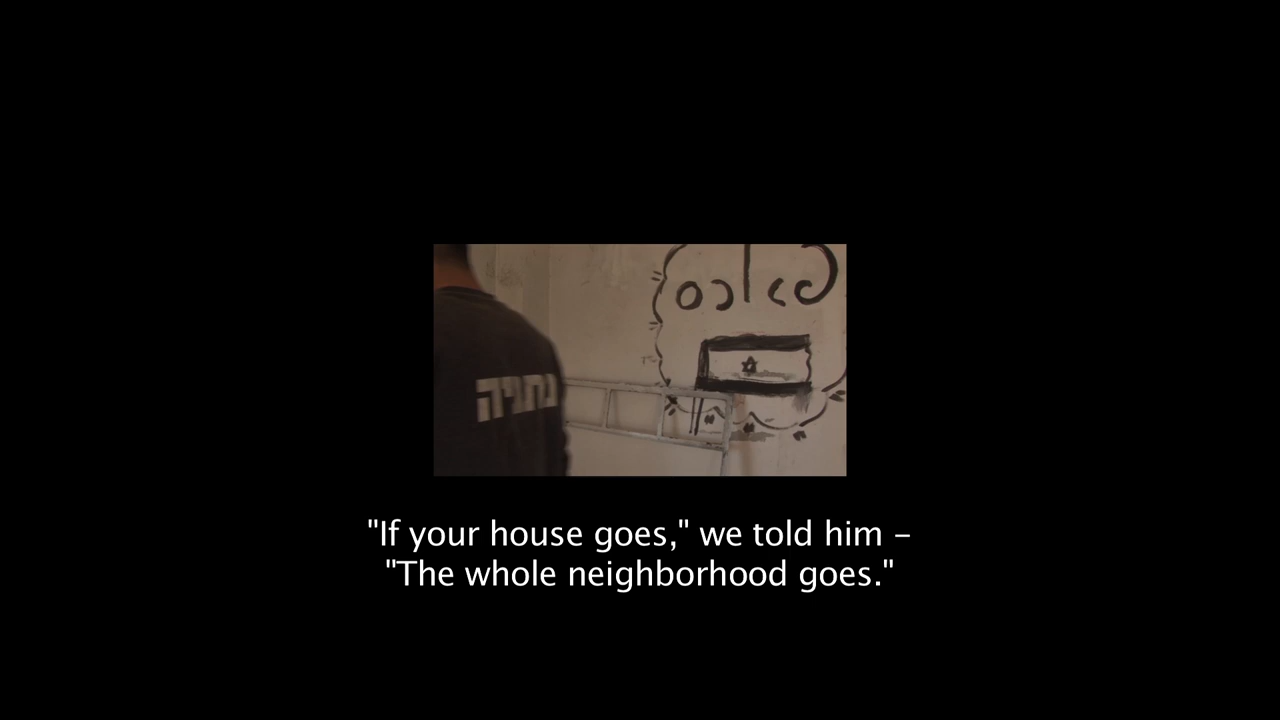 "If your house goes," we told him –
"The whole neighborhood goes."